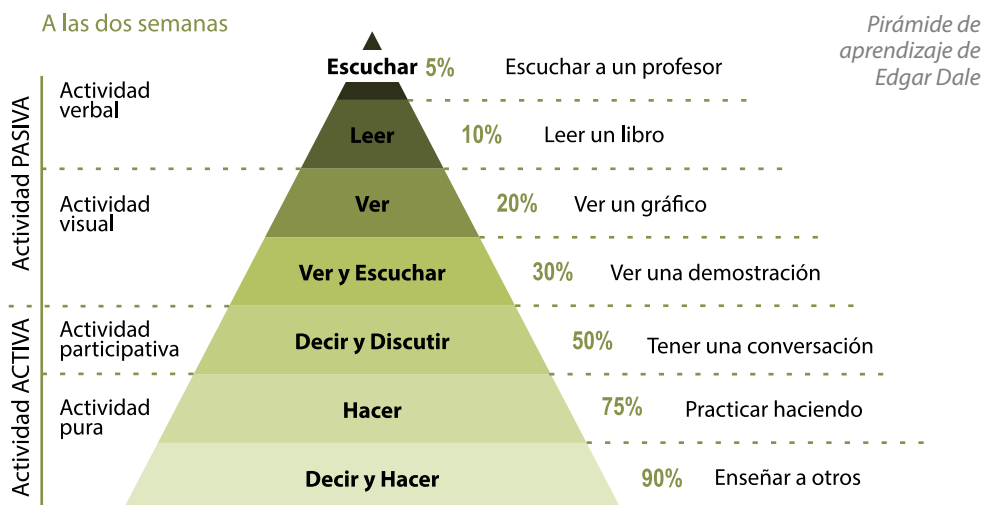 A las dos semanas
Pirámide de
aprendizaje de
Edgar Dale
Actividad PASIVA
Actividad
verbal
Escuchar 5% Escuchar a un profesor
Leer 10% Leer un libro
Actividad
visual
Ver 20% Ver un gráfico
Ver y Escuchar 30% Ver una demostración
Actividad ACTIVA
Actividad
participativa
Decir y Discutir 50% Tener una conversación
Actividad
pura
Hacer 75% Practicar haciendo
Decir y Hacer 90% Enseñar a otros